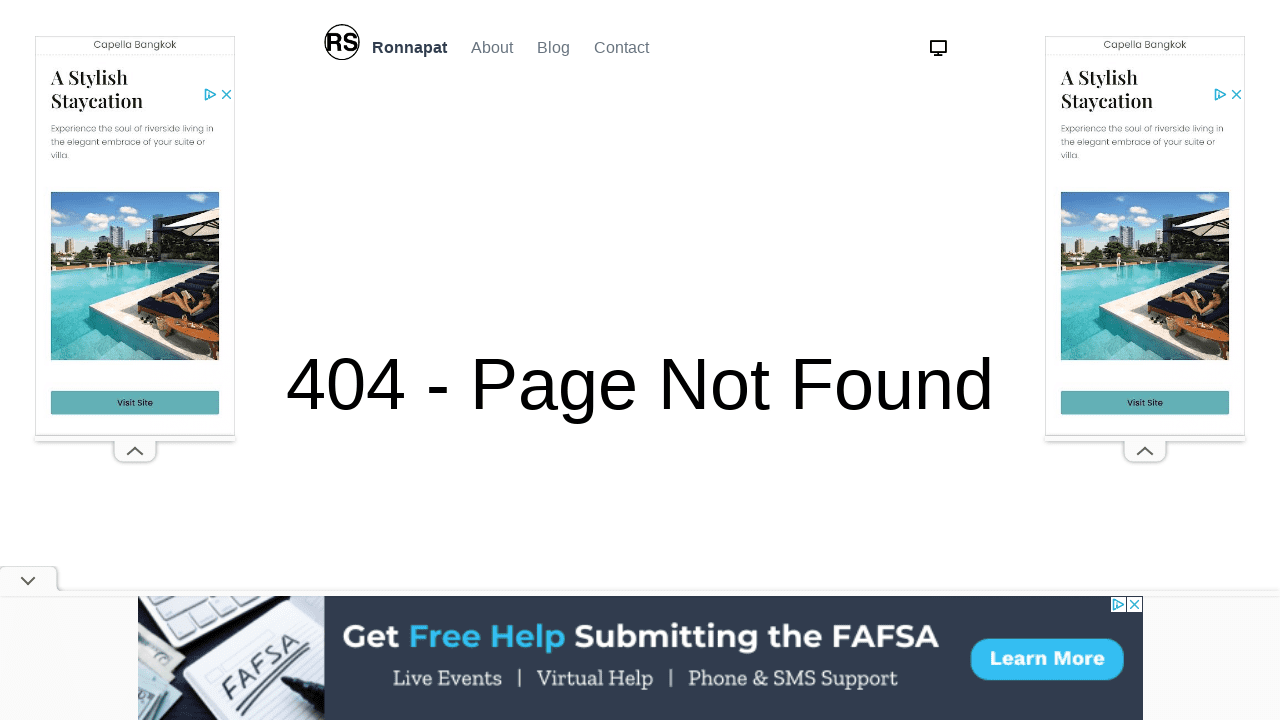 RS Ronnapat About Blog Contact
Capella Bangkok
A Stylish
Staycation
Experience the soul of riverside living in
the elegant embrace of your suite or
villa.
Visit Site
Capella Bangkok
A Stylish
Staycation
Experience the soul of riverside living in
the elegant embrace of your suite or
villa.
Visit Site
404 - Page Not Found
FAFSA
Get Free Help Submitting the FAFSA
Live Events | Virtual Help | Phone & SMS Support
Learn More